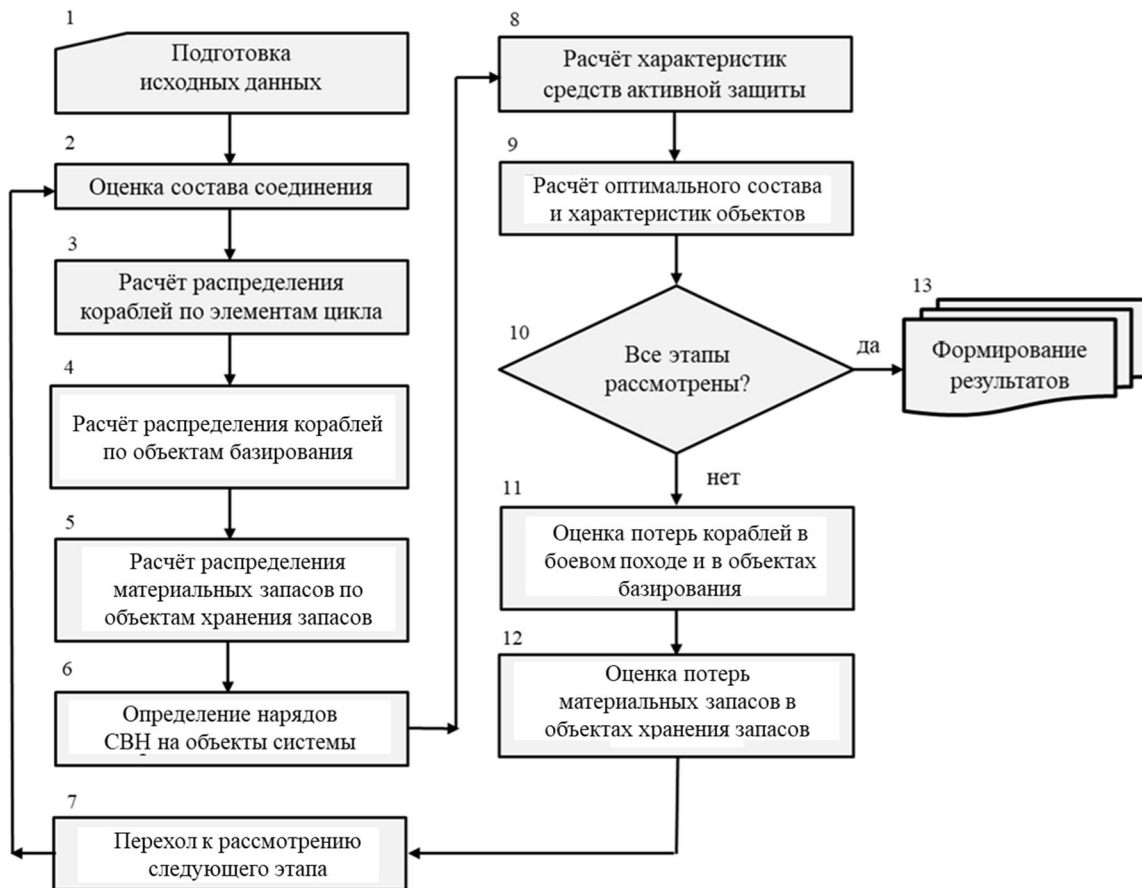 1
Подготовка
исходных данных
2
Оценка состава соединения
3
Расчёт распределения
кораблей по элементам цикла
4
Расчёт распределения кораблей
по объектам базирования
5
Расчёт распределения
материальных запасов по
объектам хранения запасов
6
Определение нарядов
СВН на объекты системы
7
Перехол к рассмотрению
следующего этапа
8
Расчёт характеристик
средств активной защиты
9
Расчёт оптимального состава
и характеристик объектов
10
Все этапы
рассмотрены?
да
нет
11
Оценка потерь кораблей в
боевом походе и в объектах
базирования
12
Оценка потерь
материальных запасов в
объектах хранения запасов
13
Формирование
результатов